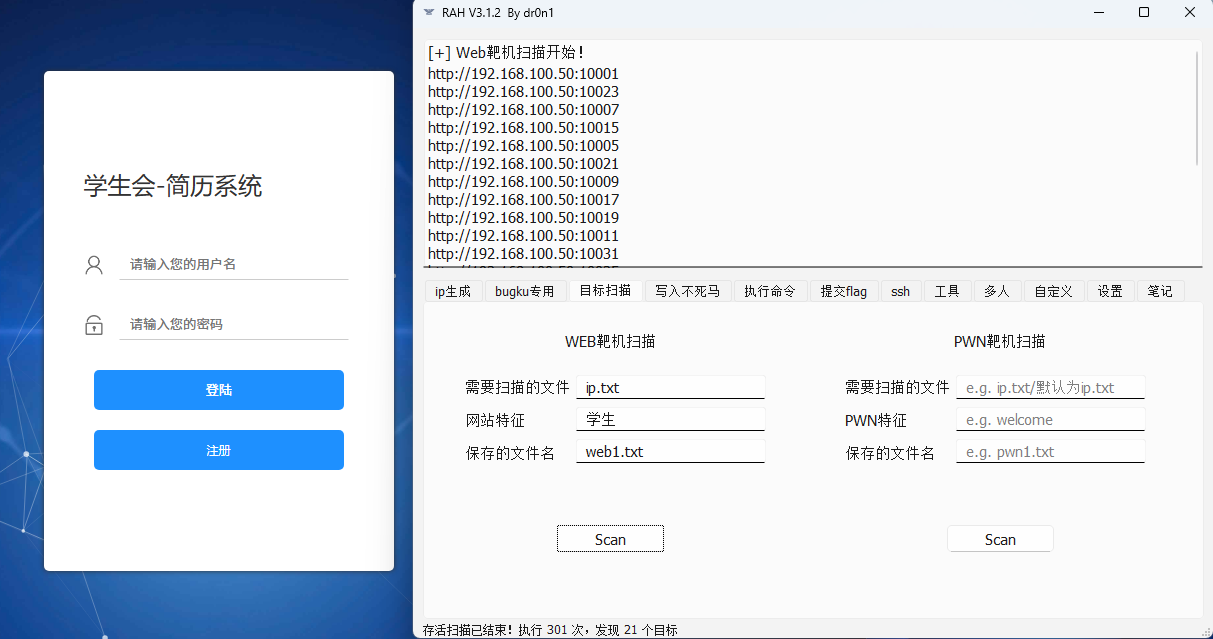 学生会-简历系统
请输入您的用户名
请输入您的密码
登陆
注册
RAH V3.1.2 By dr0n1
[+] Web靶机扫描开始！
http://192.168.100.50:10001
http://192.168.100.50:10023
http://192.168.100.50:10007
http://192.168.100.50:10015
http://192.168.100.50:10005
http://192.168.100.50:10021
http://192.168.100.50:10009
http://192.168.100.50:10017
http://192.168.100.50:10019
http://192.168.100.50:10011
http://192.168.100.50:10031
ip生成 bugku专用 目标扫描 写入不死马 执行命令 提交flag ssh 工具 多人 自定义 设置 笔记
WEB靶机扫描
需要扫描的文件 ip.txt
网站特征 学生
保存的文件名 web1.txt
Scan
PWN靶机扫描
需要扫描的文件 e.g. ip.txt/默认为ip.txt
PWN特征 e.g. welcome
保存的文件名 e.g. pwn1.txt
Scan
存活扫描已结束！执行 301 次，发现 21 个目标